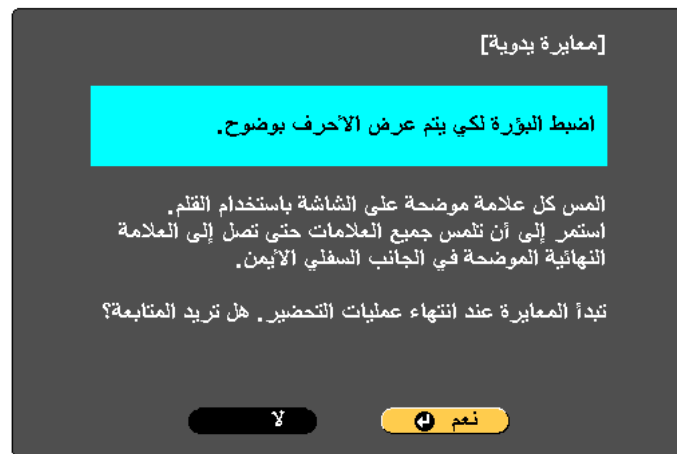 [معايرة يدوية]
اضبط البؤرة لكي يتم عرض الأحرف بوضوح.
المس كل علامة موضحة على الشاشة باستخدام القلم.
استمر إلى أن تلمس جميع العلامات حتى تصل إلى العلامة
النهائية الموضحة في الجانب السفلي الأيمن.
تبدأ المعايرة عند انتهاء عمليات التحضير. هل تريد المتابعة؟
نعم
لا